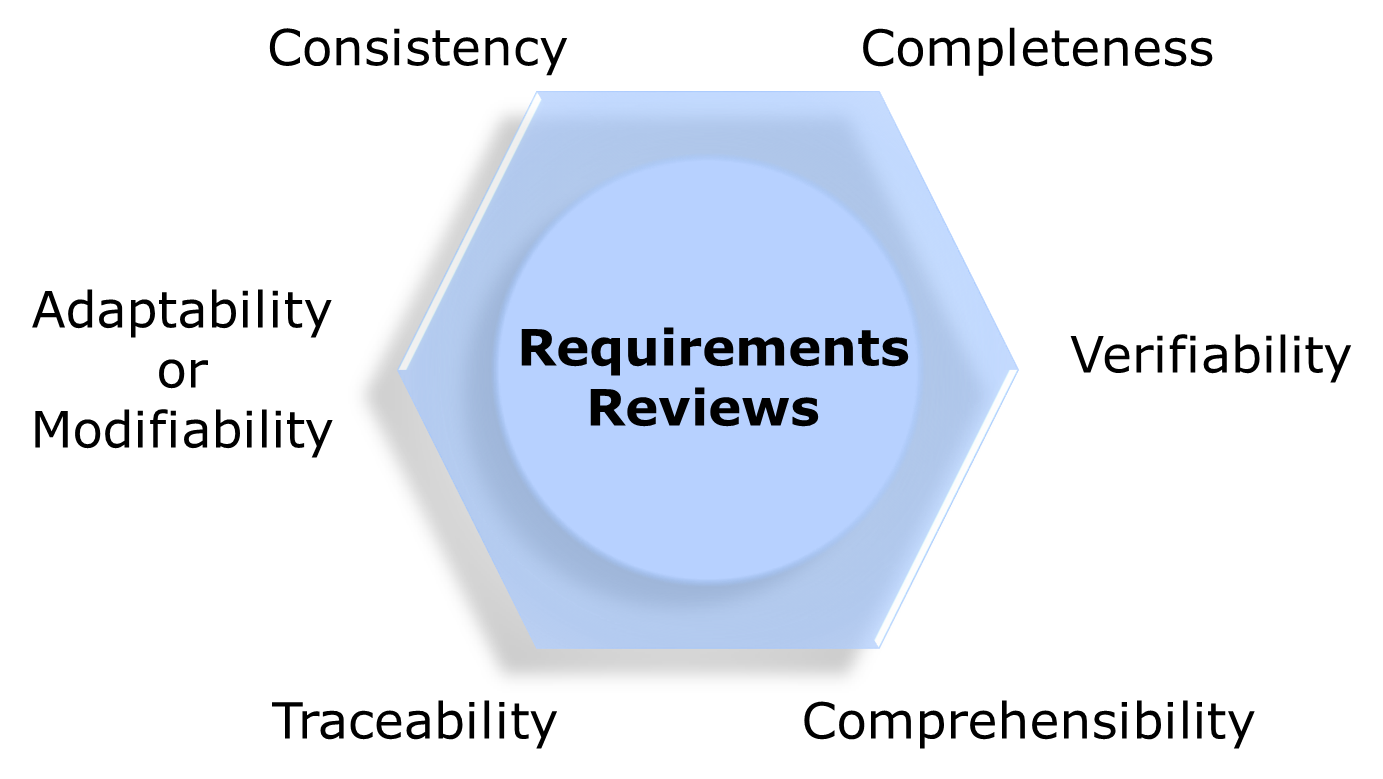 Consistency
Completeness
Adaptability
or
Modifiability
Requirements
Reviews
Verifiability
Traceability
Comprehensibility